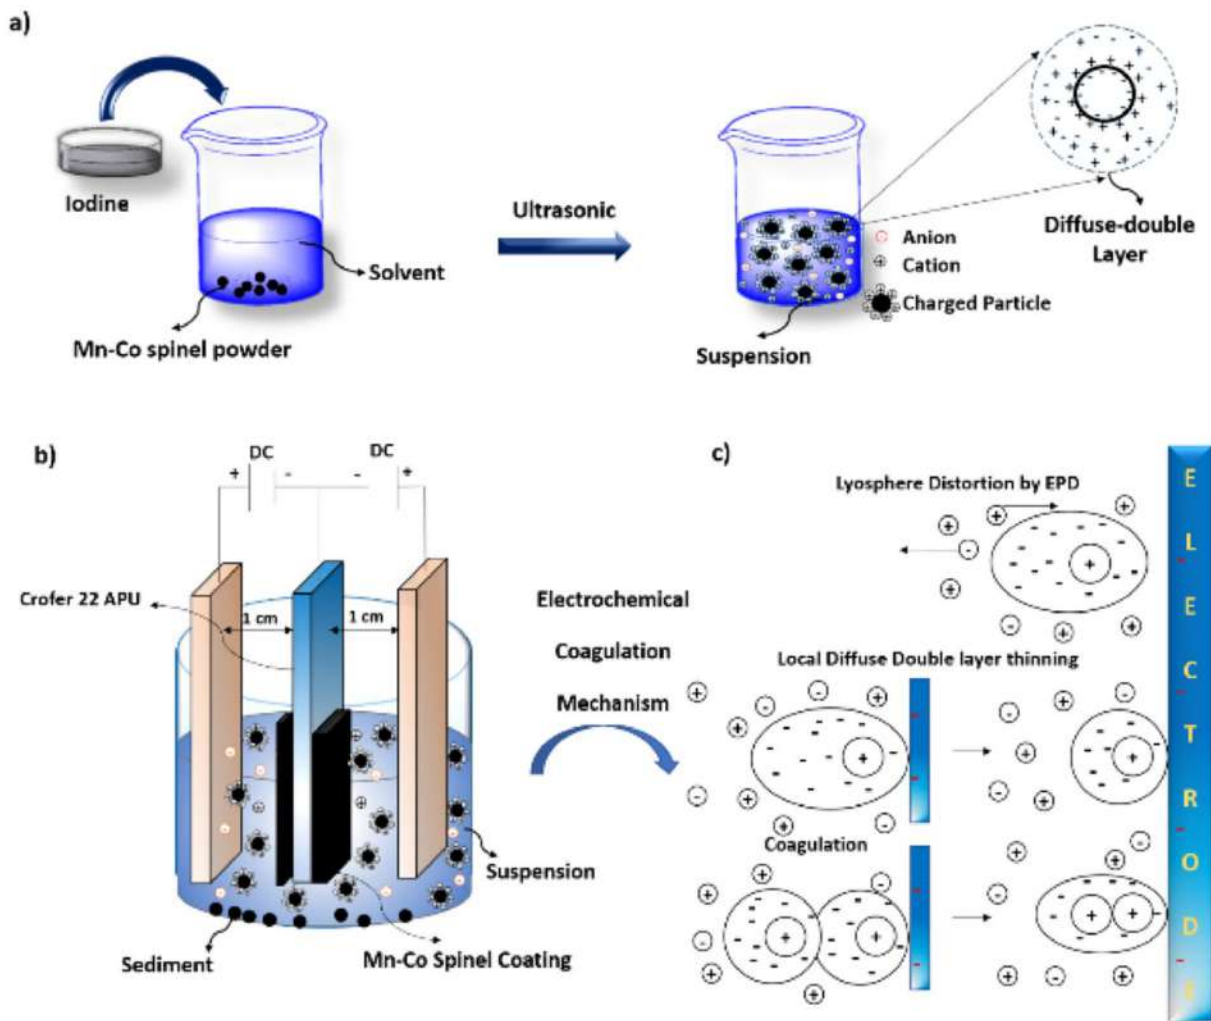 a)
Iodine
Solvent
Mn-Co spinel powder
Ultrasonic
Anion
Cation
Charged Particle
Suspension
Diffuse-double
Layer
b)
DC
DC
+ - - +
Crofer 22 APU
1 cm
1 cm
Suspension
Sediment
Mn-Co Spinel Coating
Electrochemical
Coagulation
Mechanism
c)
Lyosphere Distortion by EPD
Local Diffuse Double layer thinning
Coagulation
E
L
E
C
T
R
O
D
E